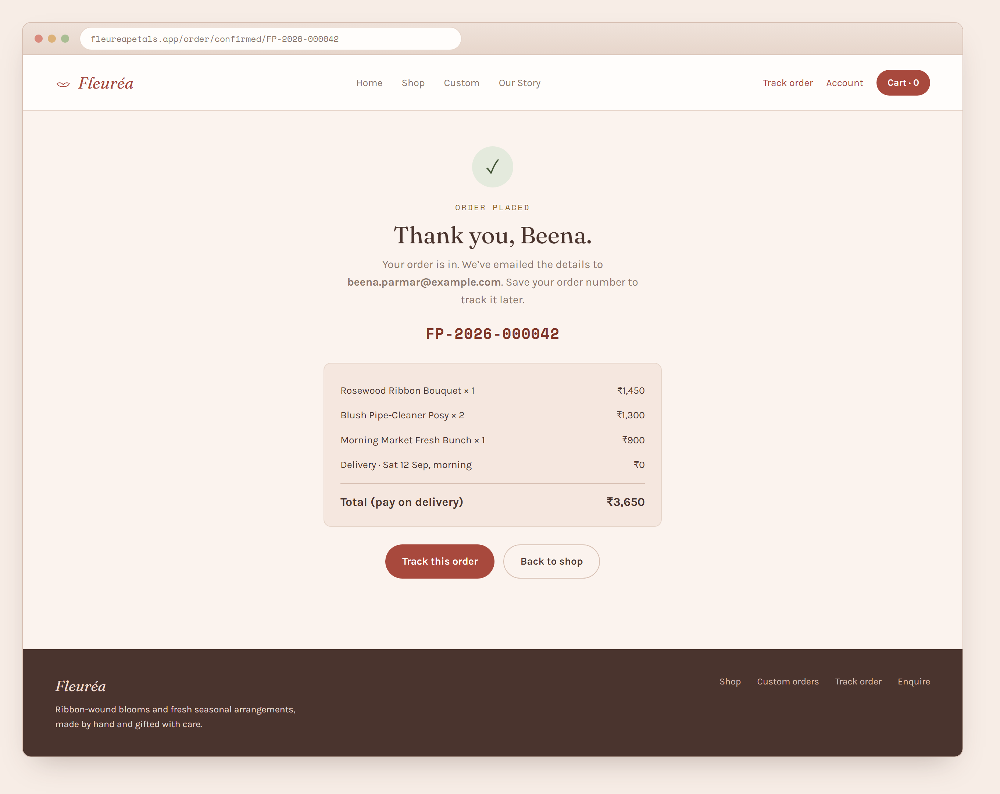 fleureapetals.app/order/confirmed/FP-2026-000042
Fleuréa
Home Shop Custom Our Story
Track order Account Cart · 0
✓
ORDER PLACED
Thank you, Beena.
Your order is in. We’ve emailed the details to
beena.parmar@example.com. Save your order number to
track it later.
FP-2026-000042
Rosewood Ribbon Bouquet × 1 ₹1,450
Blush Pipe-Cleaner Posy × 2 ₹1,300
Morning Market Fresh Bunch × 1 ₹900
Delivery · Sat 12 Sep, morning ₹0
Total (pay on delivery) ₹3,650
Track this order Back to shop
Fleuréa
Shop Custom orders Track order Enquire
Ribbon-wound blooms and fresh seasonal arrangements,
made by hand and gifted with care.